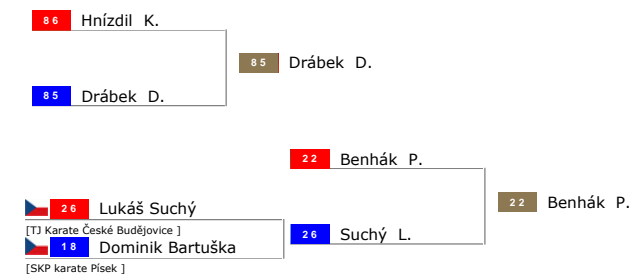 86 Hnízdil K.
85 Drábek D.
85 Drábek D.
22 Benhák P.
22 Benhák P.
26 Lukáš Suchý
[TJ Karate České Budějovice ]
26 Suchý L.
18 Dominik Bartuška
[SKP karate Písek ]